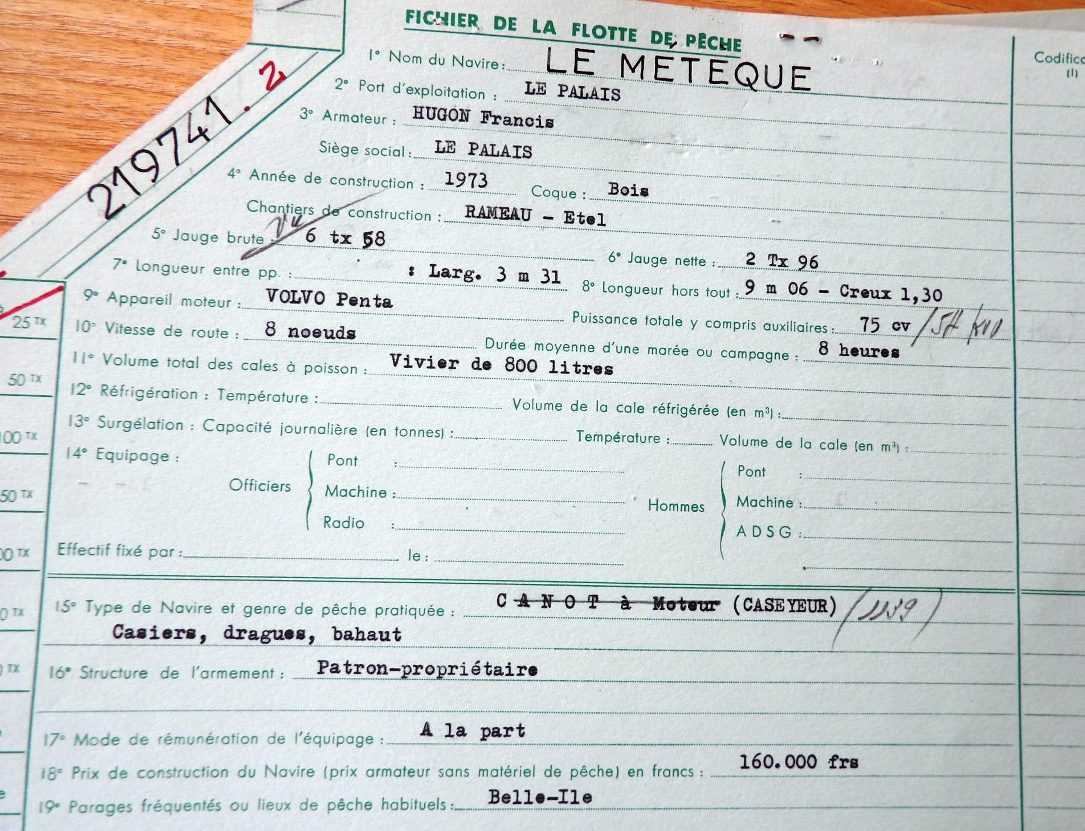 FICHIER DE LA FLOTTE DE PÊCHE
1° Nom du Navire: LE METEQUE
Codific
(I)
2° Port d'exploitation : LE PALAIS
3° Armateur : HUGON Francis
Siège social: LE PALAIS
219741.2
4° Année de construction : 1973 Coque : Bois
Chantiers de construction : RAMEAU - Etel
5° Jauge brute : 6 tx 58 6° Jauge nette : 2 Tx 96
7° Longueur entre pp. : : Larg. 3 m 31 8° Longueur hors tout : 9 m 06 - Creux 1,30
9° Appareil moteur : VOLVO Penta Puissance totale y compris auxiliaires : 75 cv
10° Vitesse de route : 8 noeuds Durée moyenne d'une marée ou campagne : 8 heures
11° Volume total des cales à poisson : Vivier de 800 litres
12° Réfrigération : Température : Volume de la cale réfrigérée (en m³) :
13° Surgélation : Capacité journalière (en tonnes) : Température : Volume de la cale (en m³) :
14° Equipage :
Officiers
Pont :
Machine :
Radio :
Hommes
Pont :
Machine :
A D S G :
Effectif fixé par : le :
15° Type de Navire et genre de pêche pratiquée : C A N O T à Moteur (CASEYEUR)
Casiers, dragues, bahaut
16° Structure de l'armement : Patron-propriétaire
17° Mode de rémunération de l'équipage : A la part
18° Prix de construction du Navire (prix armateur sans matériel de pêche) en francs : 160.000 frs
19° Parages fréquentés ou lieux de pêche habituels : Belle-Ile
25 TX
50 TX
100 TX
50 TX
00 TX
0 TX
TX